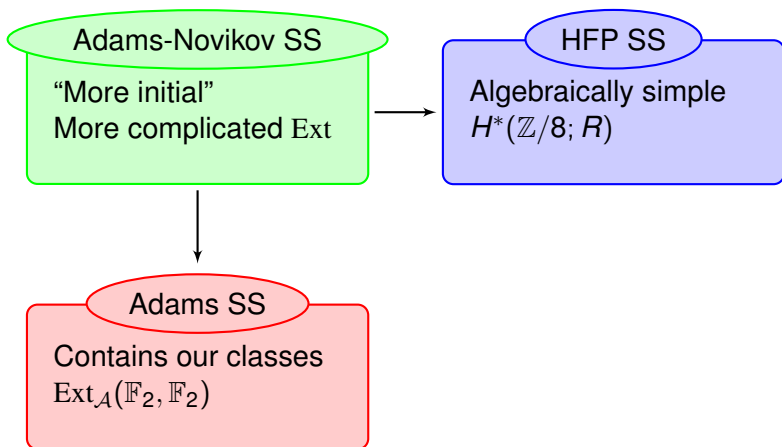 Adams-Novikov SS
“More initial”
More complicated Ext
HFP SS
Algebraically simple
H*(ℤ/8; R)
Adams SS
Contains our classes
Ext_𝒜(𝔽₂, 𝔽₂)